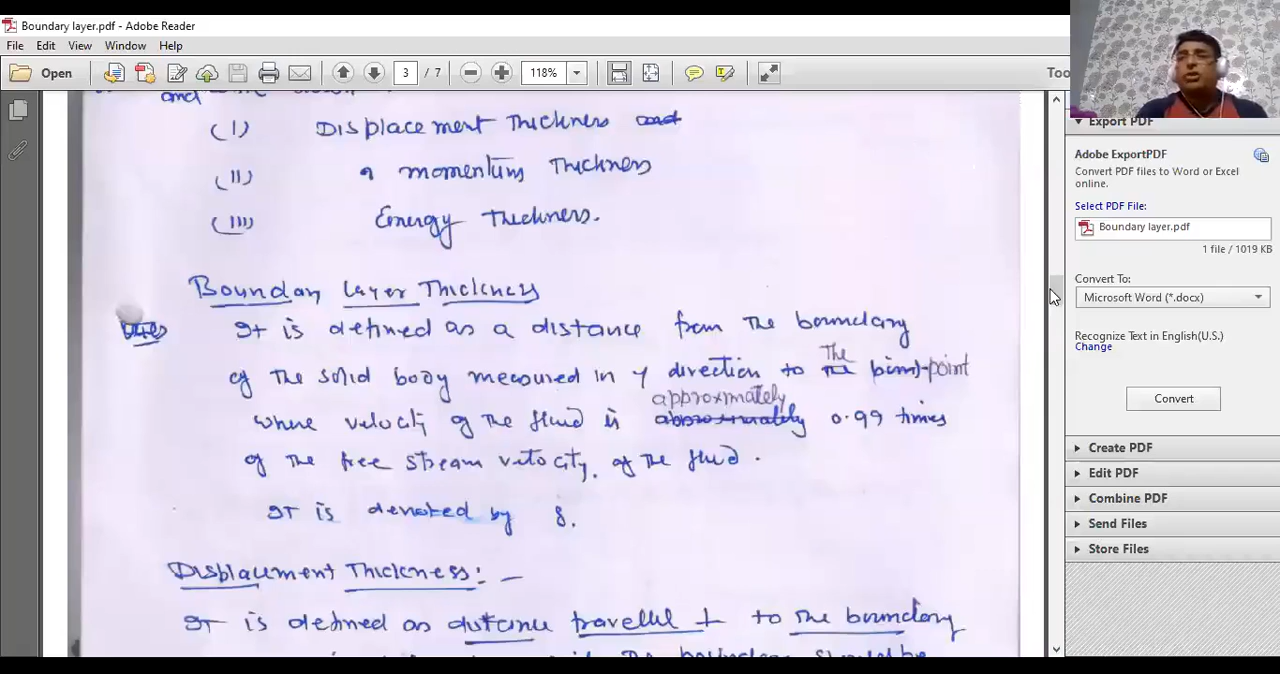 Boundary layer.pdf - Adobe Reader
File Edit View Window Help
Open 3 / 7 118% Too
and
(I) Displacement Thickness and
(II) momentum Thickness
(III) Energy Thickness.
Boundary layer Thickness
It is defined as a distance from the boundary
of the solid body measured in y direction to the point
where velocity of the fluid is approxmately approximately 0.99 times
of the free stream velocity. of the fluid.
It is denoted by δ.
Displacement Thickness: —
It is defined as distance travelled ⊥ to the boundary
Export PDF
Adobe ExportPDF
Convert PDF files to Word or Excel
online.
Select PDF File:
Boundary layer.pdf
1 file / 1019 KB
Convert To:
Microsoft Word (*.docx)
Recognize Text in English(U.S.)
Change
Convert
Create PDF
Edit PDF
Combine PDF
Send Files
Store Files